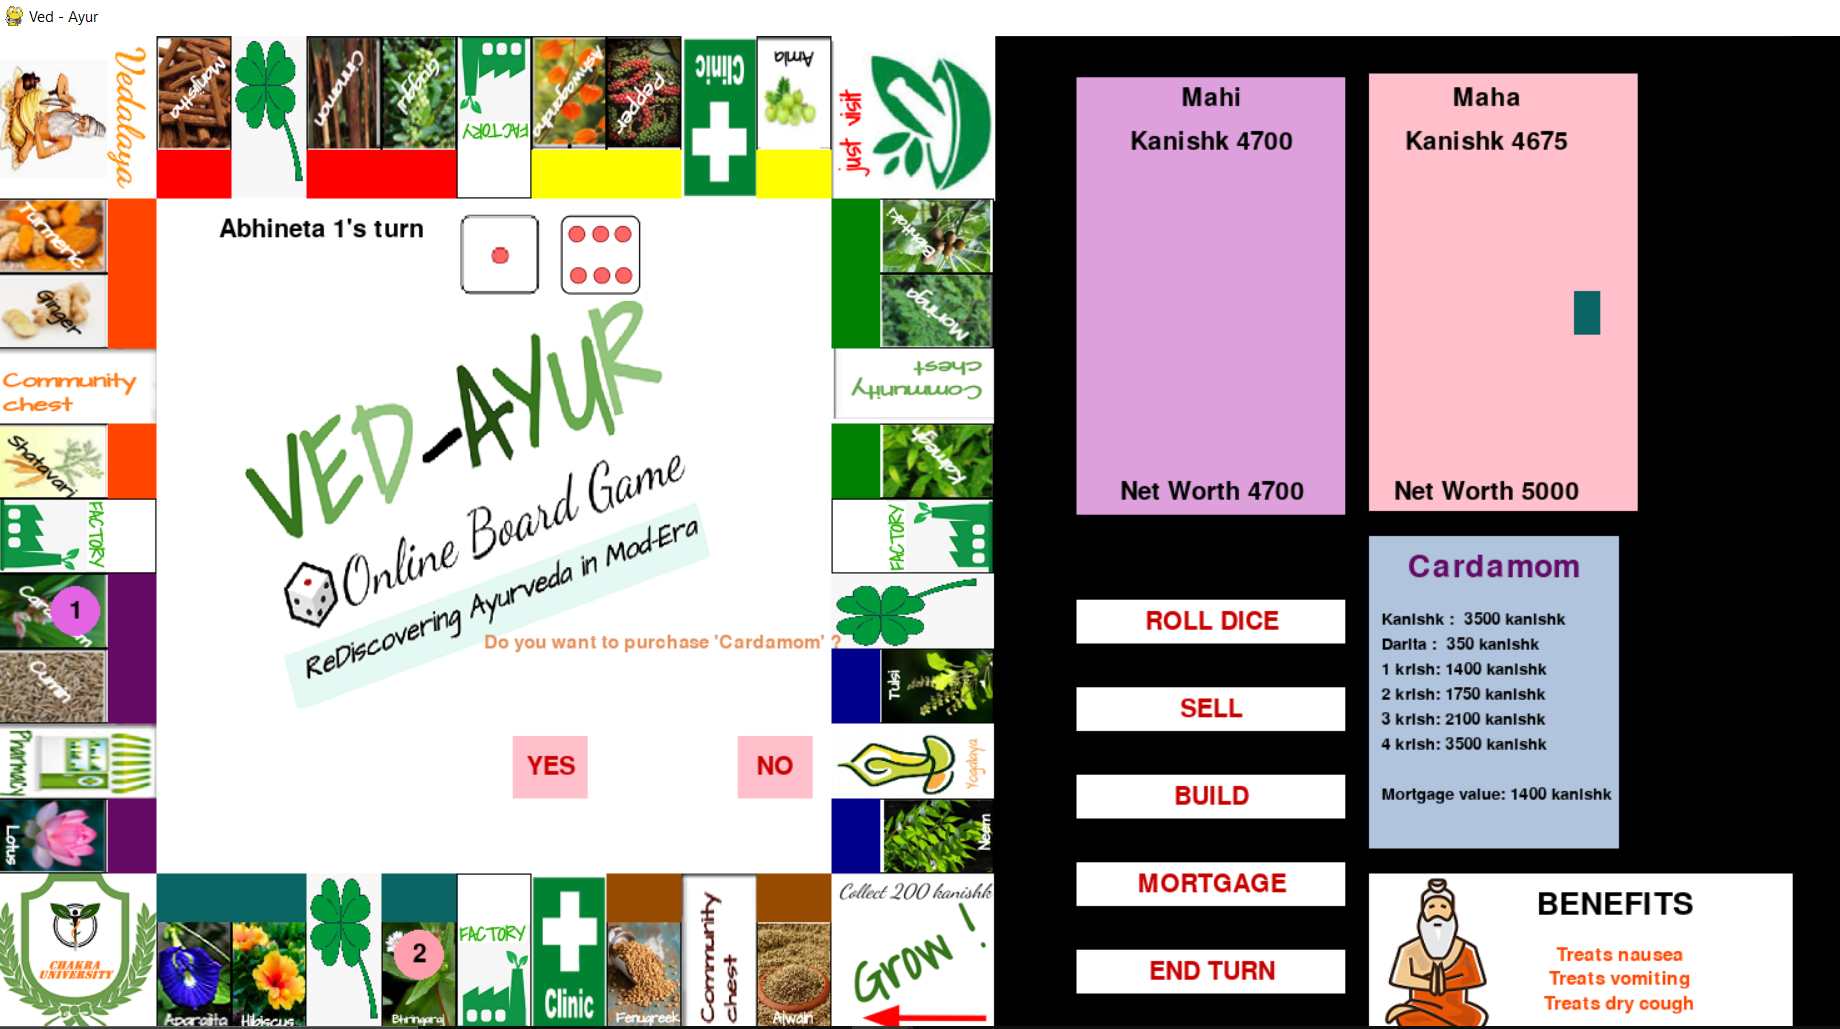 Ved - Ayur
Vedalaya
Manjistha
Cinnamon
Guggul
FACTORY
Ashwagandha
Pepper
Clinic
Amla
just visit
Turmeric
Ginger
Community
chest
Shatavari
FACTORY
Cumin
Pharmacy
Lotus
Abhineta 1's turn
VED-AYUR
Online Board Game
ReDiscovering Ayurveda in Mod-Era
Do you want to purchase 'Cardamom' ?
YES
NO
Bibhitaki
Moringa
Community
chest
Kalmegh
FACTORY
Tulsi
Yogalaya
Neem
CHAKRA
UNIVERSITY
Aparajita
Hibiscus
Bhringaraj
FACTORY
Clinic
Fenugreek
Community
chest
Ajwain
Collect 200 kanishk
Grow !
1
2
Mahi
Kanishk 4700
Net Worth 4700
Maha
Kanishk 4675
Net Worth 5000
ROLL DICE
SELL
BUILD
MORTGAGE
END TURN
Cardamom
Kanishk : 3500 kanishk
Darita : 350 kanishk
1 krish: 1400 kanishk
2 krish: 1750 kanishk
3 krish: 2100 kanishk
4 krish: 3500 kanishk
Mortgage value: 1400 kanishk
BENEFITS
Treats nausea
Treats vomiting
Treats dry cough